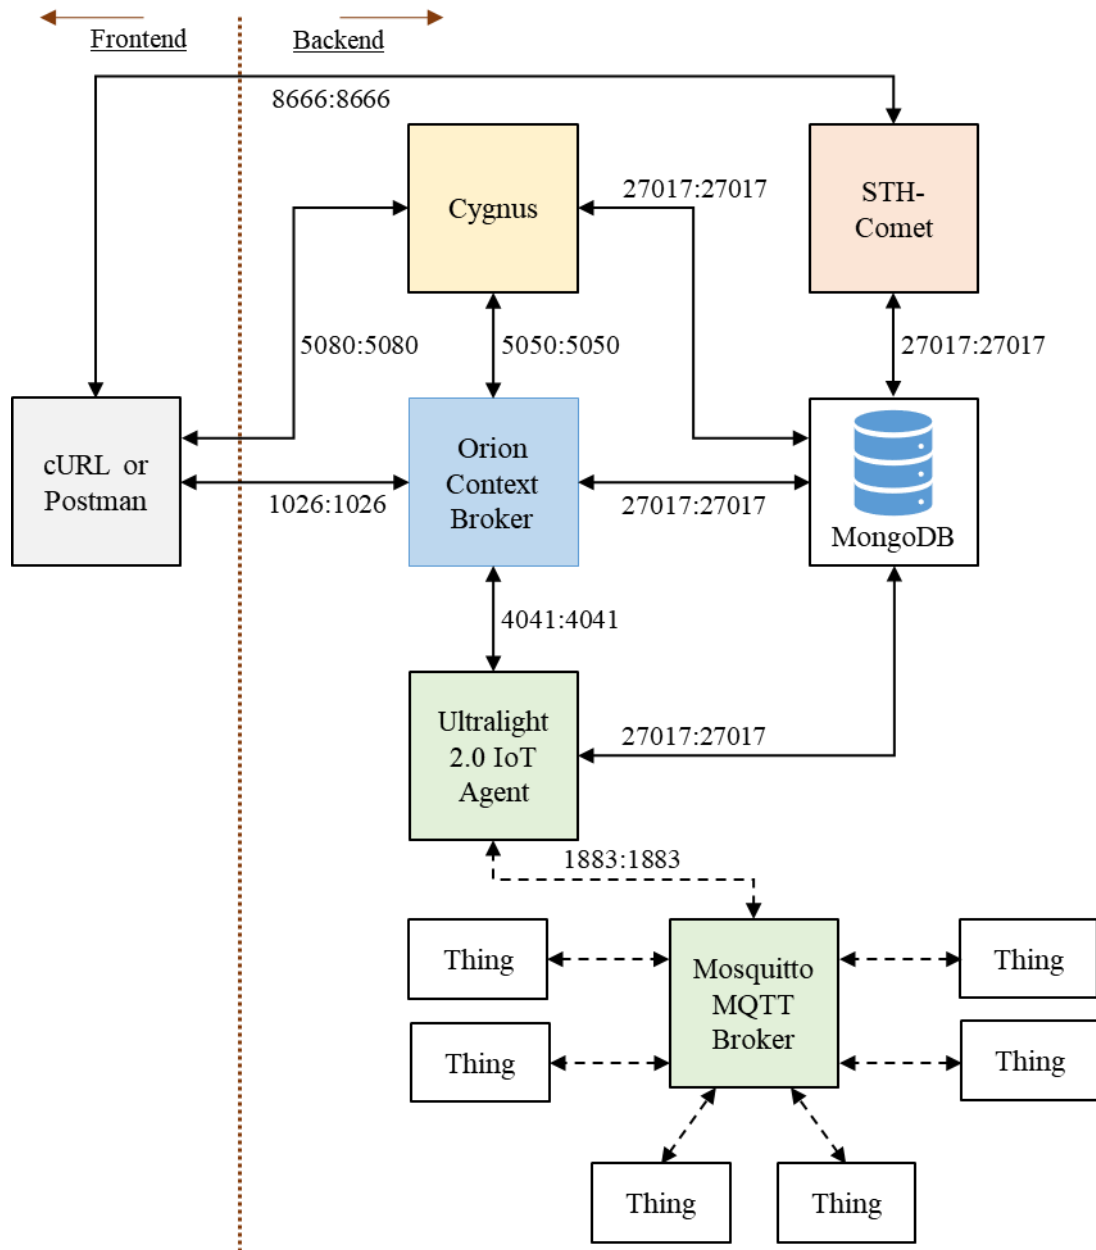 Frontend
Backend
8666:8666
Cygnus
27017:27017
STH-
Comet
5080:5080
5050:5050
27017:27017
cURL or
Postman
1026:1026
Orion
Context
Broker
27017:27017
MongoDB
4041:4041
Ultralight
2.0 IoT
Agent
27017:27017
1883:1883
Thing
Mosquitto
MQTT
Broker
Thing
Thing
Thing
Thing
Thing